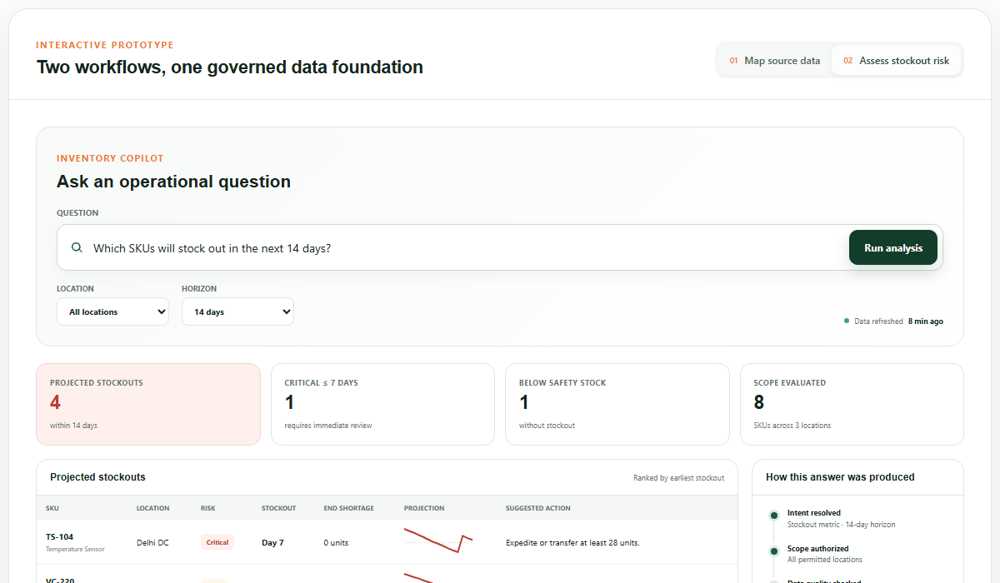 INTERACTIVE PROTOTYPE
Two workflows, one governed data foundation
01 Map source data
02 Assess stockout risk
INVENTORY COPILOT
Ask an operational question
QUESTION
Which SKUs will stock out in the next 14 days?
Run analysis
LOCATION
HORIZON
All locations
14 days
Data refreshed 8 min ago
PROJECTED STOCKOUTS
4
within 14 days
CRITICAL ≤ 7 DAYS
1
requires immediate review
BELOW SAFETY STOCK
1
without stockout
SCOPE EVALUATED
8
SKUs across 3 locations
Projected stockouts
Ranked by earliest stockout
SKU LOCATION RISK STOCKOUT END SHORTAGE PROJECTION SUGGESTED ACTION
TS-104
Temperature Sensor
Delhi DC
Critical
Day 7
0 units
Expedite or transfer at least 28 units.
VC-220
How this answer was produced
Intent resolved
Stockout metric · 14-day horizon
Scope authorized
All permitted locations
Data quality checked